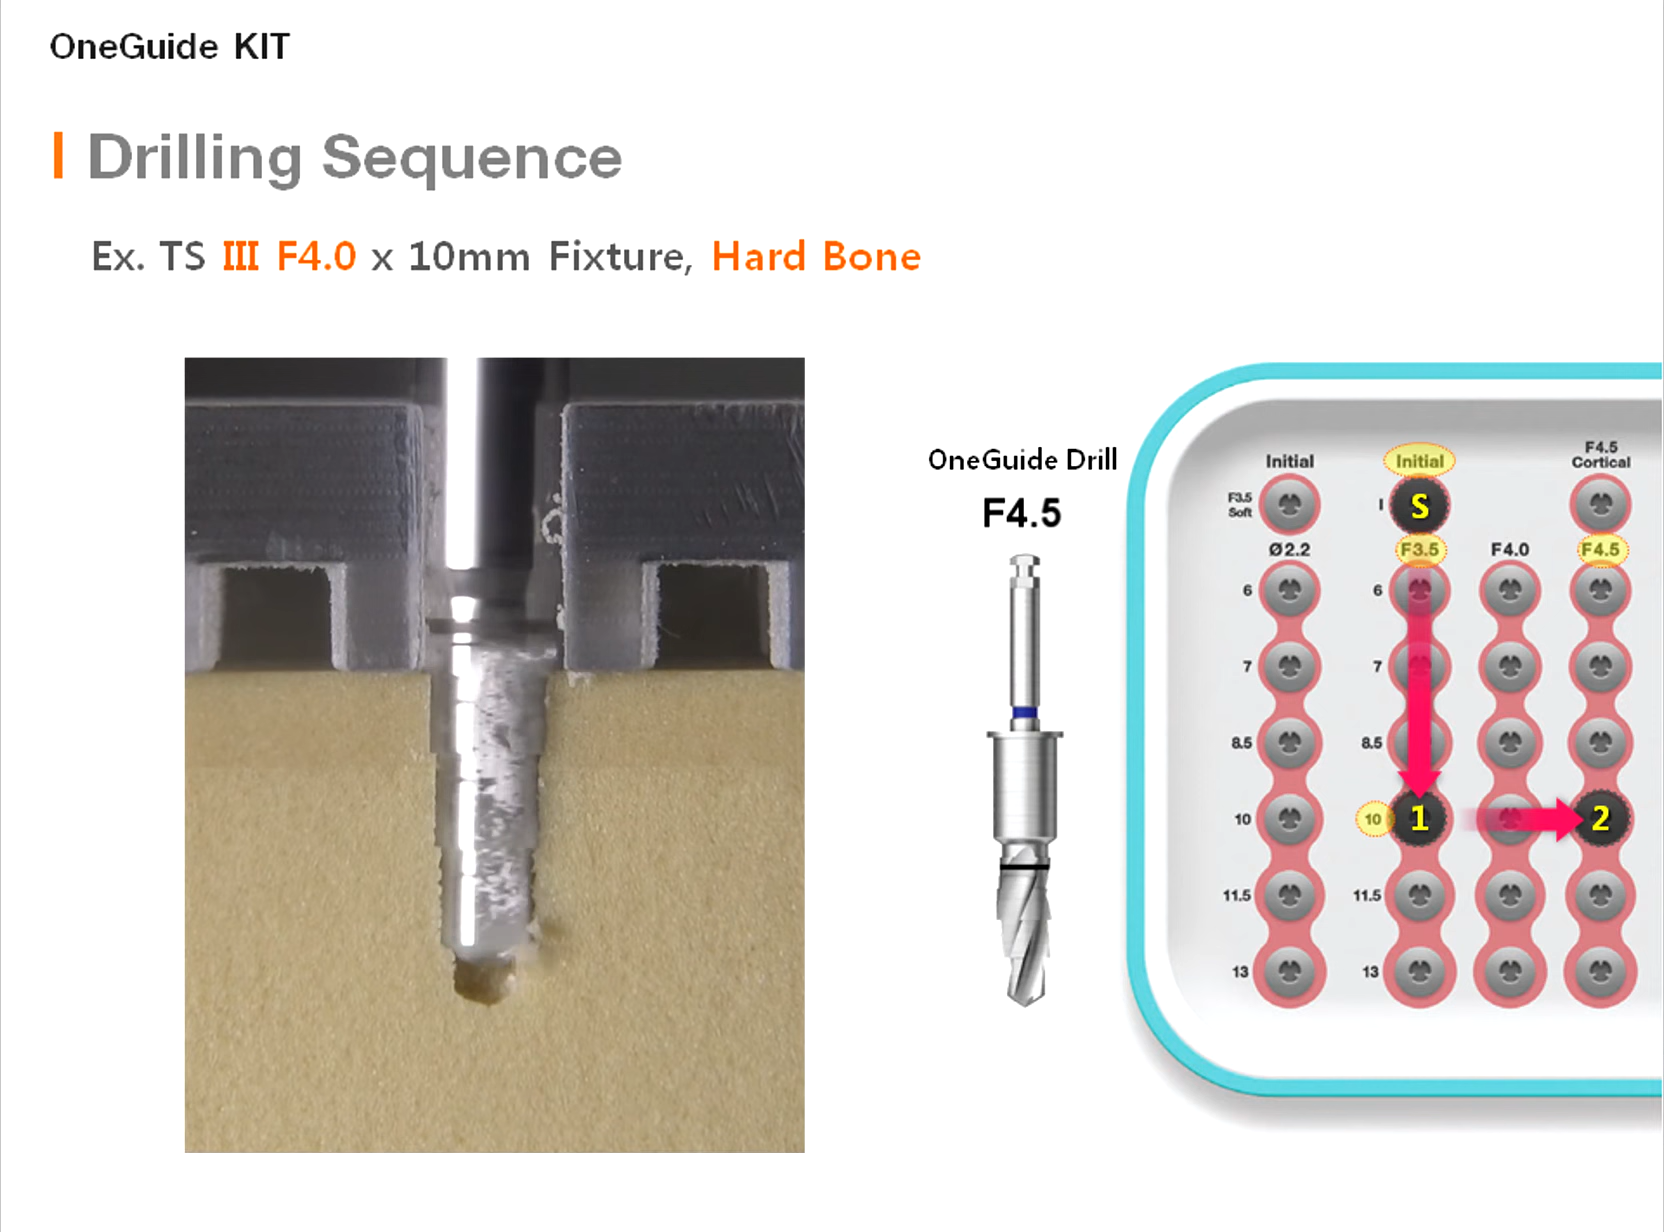 OneGuide KIT
Drilling Sequence
Ex. TS III F4.0 x 10mm Fixture, Hard Bone
OneGuide Drill
F4.5
Initial
Initial
F4.5
Cortical
F3.5
Soft
I
S
Ø2.2
F3.5
F4.0
F4.5
6
6
7
7
8.5
8.5
10
10
1
2
11.5
11.5
13
13